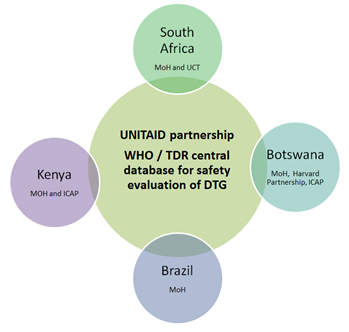 South
Africa
MoH and UCT
UNITAID partnership
WHO / TDR central
database for safety
evaluation of DTG
Kenya
MOH and ICAP
Botswana
MoH, Harvard
Partnership, ICAP
Brazil
MoH